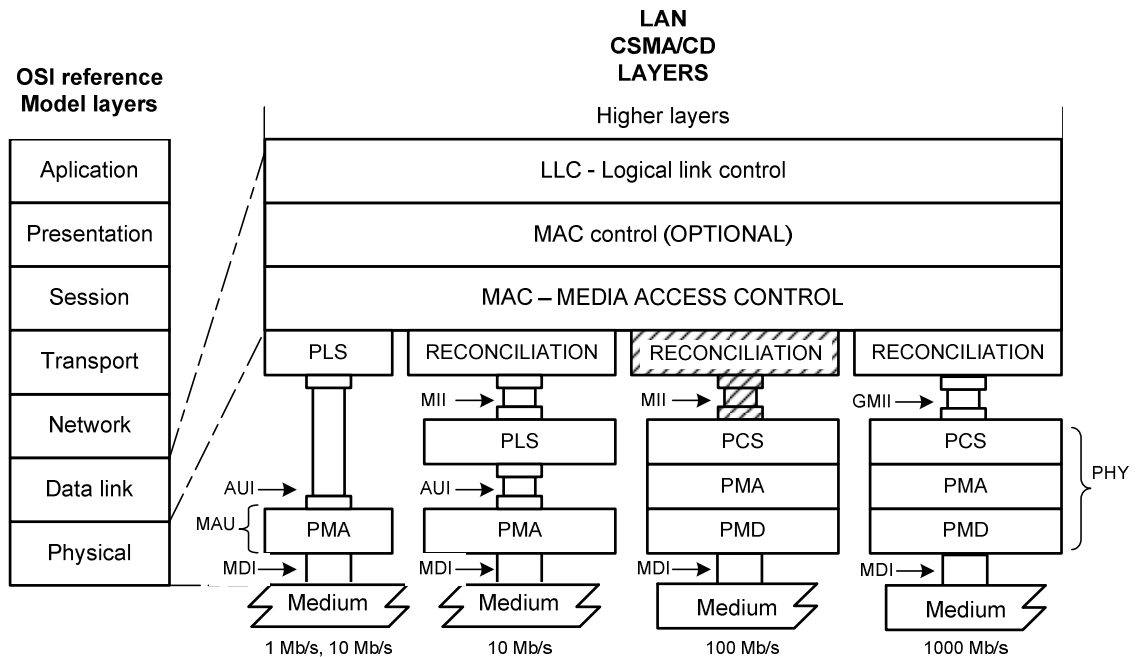 LAN
CSMA/CD
LAYERS
OSI reference
Model layers
Higher layers
Aplication
Presentation
Session
Transport
Network
Data link
Physical
LLC - Logical link control
MAC control (OPTIONAL)
MAC – MEDIA ACCESS CONTROL
PLS
RECONCILIATION
RECONCILIATION
RECONCILIATION
MII
MII
GMII
PLS
PCS
PCS
PHY
AUI
AUI
PMA
PMA
MAU
PMA
PMA
PMD
PMD
MDI
MDI
MDI
MDI
Medium
Medium
Medium
Medium
1 Mb/s, 10 Mb/s
10 Mb/s
100 Mb/s
1000 Mb/s